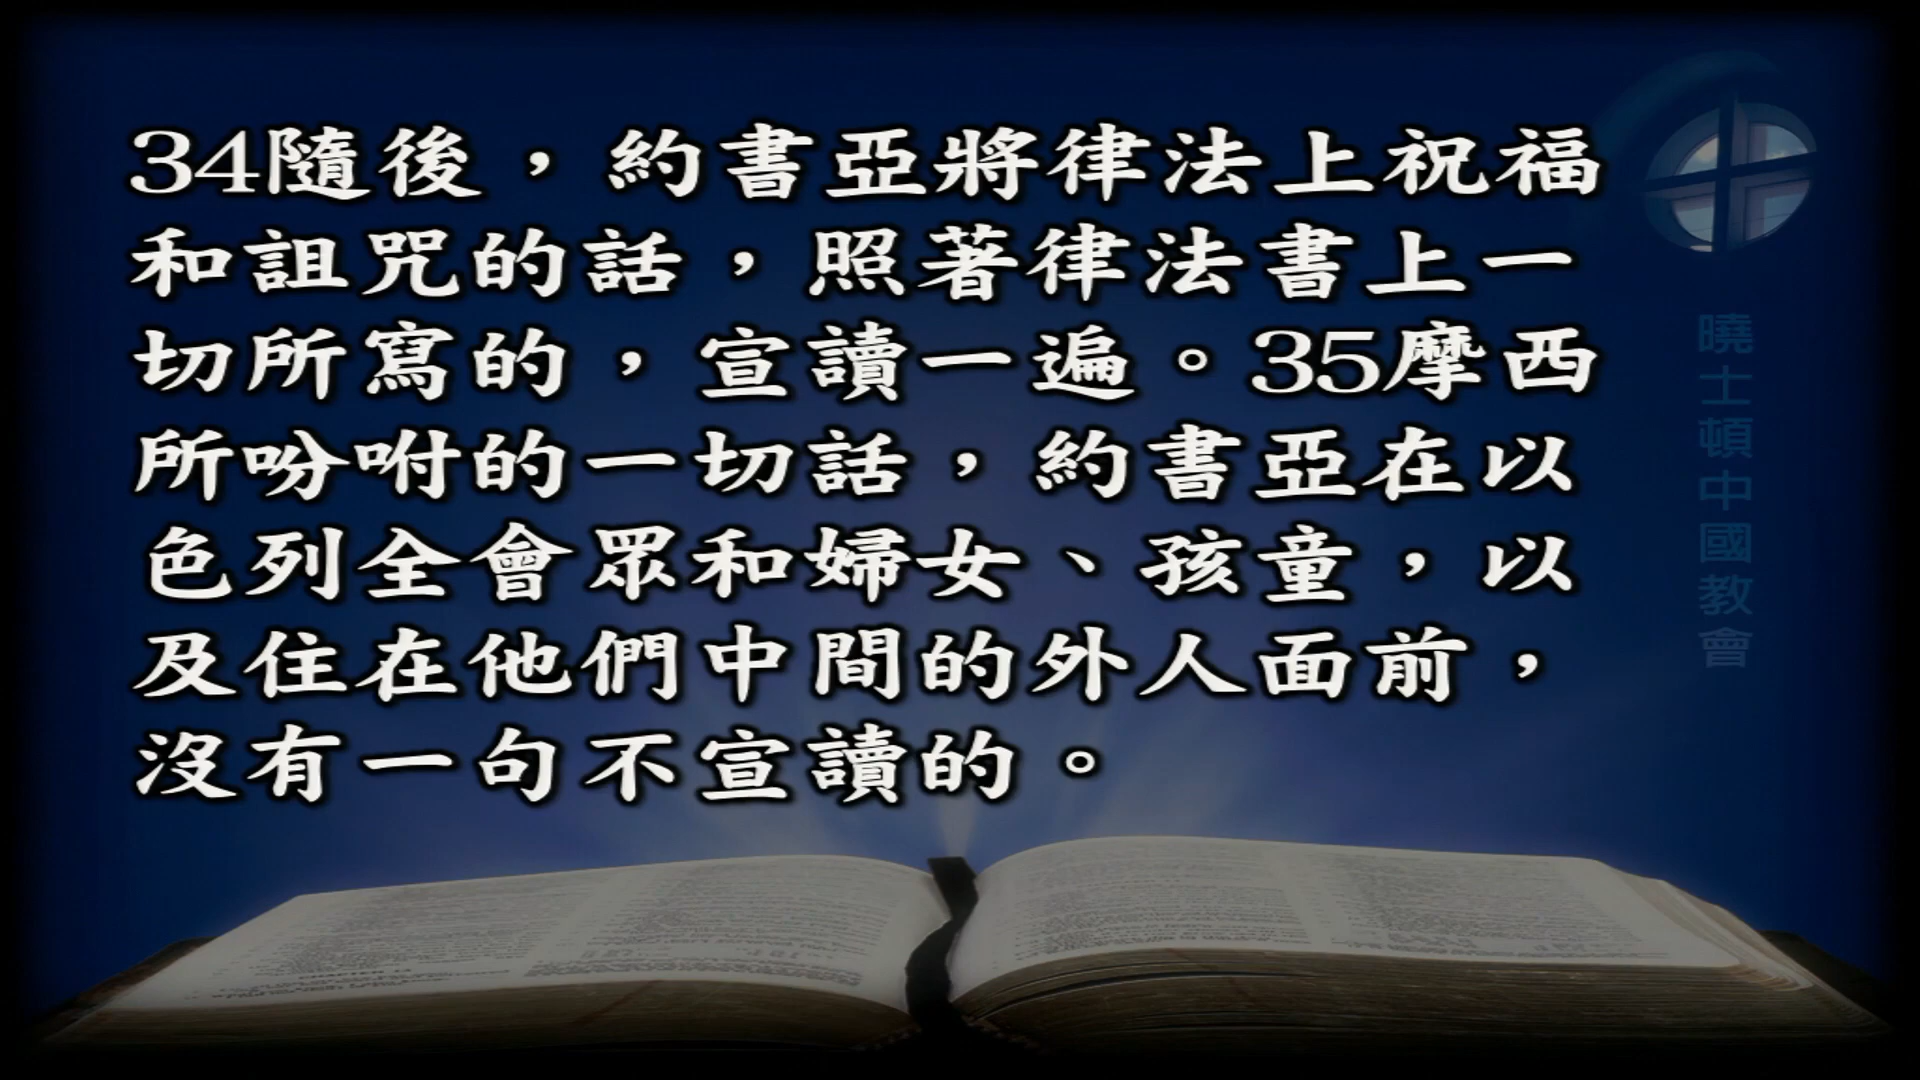 34隨後，約書亞將律法上祝福
和詛咒的話，照著律法書上一
切所寫的，宣讀一遍。35摩西
所吩咐的一切話，約書亞在以
色列全會眾和婦女、孩童，以
及住在他們中間的外人面前，
沒有一句不宣讀的。
曉士頓中國教會